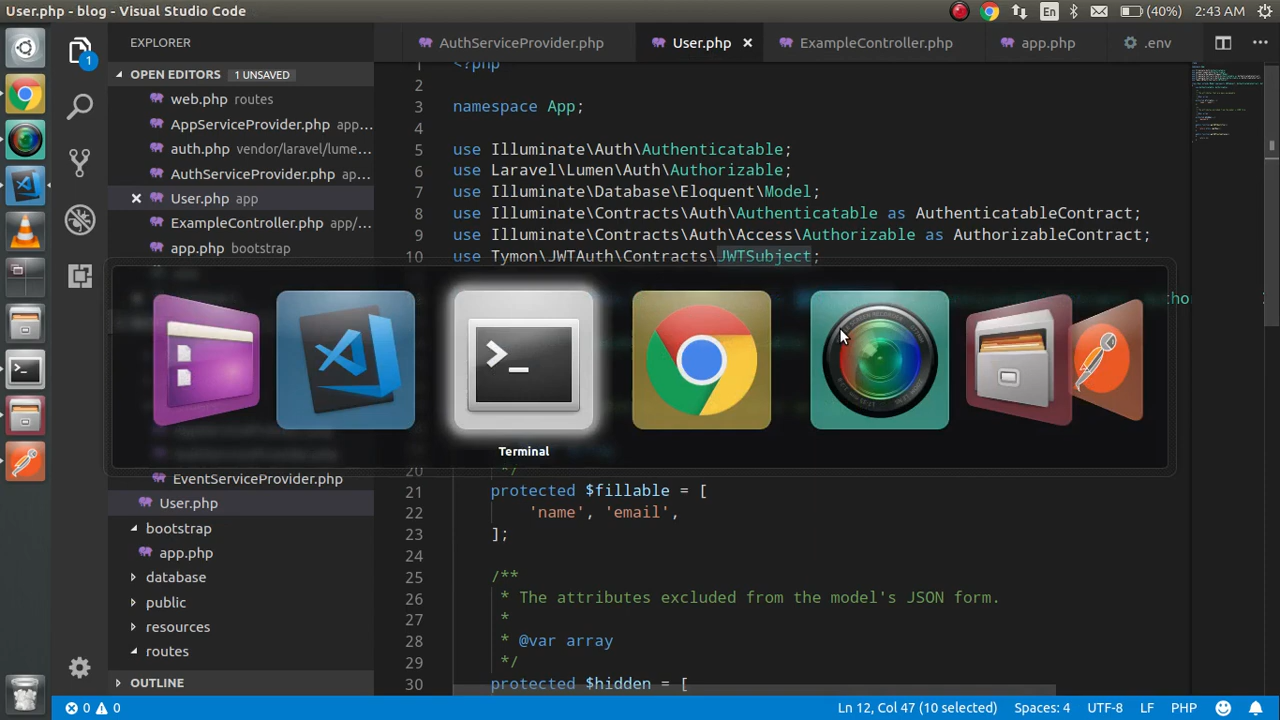 User.php - blog - Visual Studio Code
En
(40%)
2:43 AM
EXPLORER
1
OPEN EDITORS
1 UNSAVED
web.php routes
AppServiceProvider.php app...
auth.php vendor/laravel/lume...
AuthServiceProvider.php ap...
User.php app
ExampleController.php app/...
app.php bootstrap
EventServiceProvider.php
User.php
bootstrap
app.php
database
public
resources
routes
OUTLINE
AuthServiceProvider.php
User.php
ExampleController.php
app.php
.env
1 <?php
2
3 namespace App;
4
5 use Illuminate\Auth\Authenticatable;
6 use Laravel\Lumen\Auth\Authorizable;
7 use Illuminate\Database\Eloquent\Model;
8 use Illuminate\Contracts\Auth\Authenticatable as AuthenticatableContract;
9 use Illuminate\Contracts\Auth\Access\Authorizable as AuthorizableContract;
10 use Tymon\JWTAuth\Contracts\JWTSubject;
Terminal
20 */
21 protected $fillable = [
22 'name', 'email',
23 ];
24
25 /**
26 * The attributes excluded from the model's JSON form.
27 *
28 * @var array
29 */
30 protected $hidden = [
0 0
Ln 12, Col 47 (10 selected)
Spaces: 4
UTF-8
LF
PHP